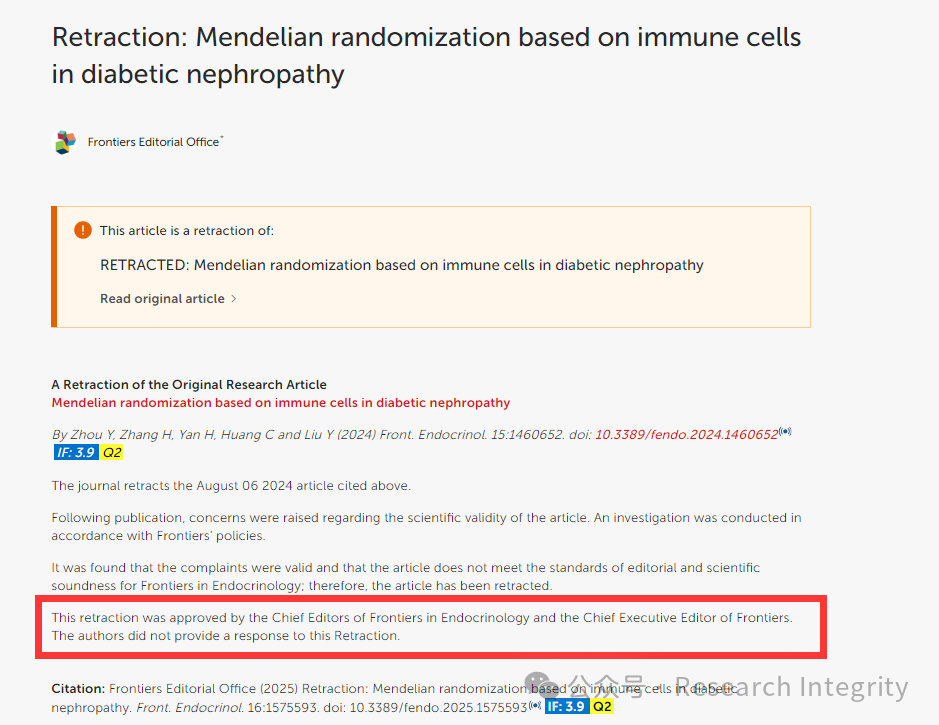 Retraction: Mendelian randomization based on immune cells
in diabetic nephropathy
Frontiers Editorial Office*
This article is a retraction of:
RETRACTED: Mendelian randomization based on immune cells in diabetic nephropathy
Read original article >
A Retraction of the Original Research Article
Mendelian randomization based on immune cells in diabetic nephropathy
By Zhou Y, Zhang H, Yan H, Huang C and Liu Y (2024) Front. Endocrinol. 15:1460652. doi: 10.3389/fendo.2024.1460652
IF: 3.9 Q2
The journal retracts the August 06 2024 article cited above.
Following publication, concerns were raised regarding the scientific validity of the article. An investigation was conducted in
accordance with Frontiers' policies.
It was found that the complaints were valid and that the article does not meet the standards of editorial and scientific
soundness for Frontiers in Endocrinology; therefore, the article has been retracted.
This retraction was approved by the Chief Editors of Frontiers in Endocrinology and the Chief Executive Editor of Frontiers.
The authors did not provide a response to this Retraction.
Citation: Frontiers Editorial Office (2025) Retraction: Mendelian randomization based on immune cells in diabetic
nephropathy. Front. Endocrinol. 16:1575593. doi: 10.3389/fendo.2025.1575593 IF: 3.9 Q2
公众号 · Research Integrity